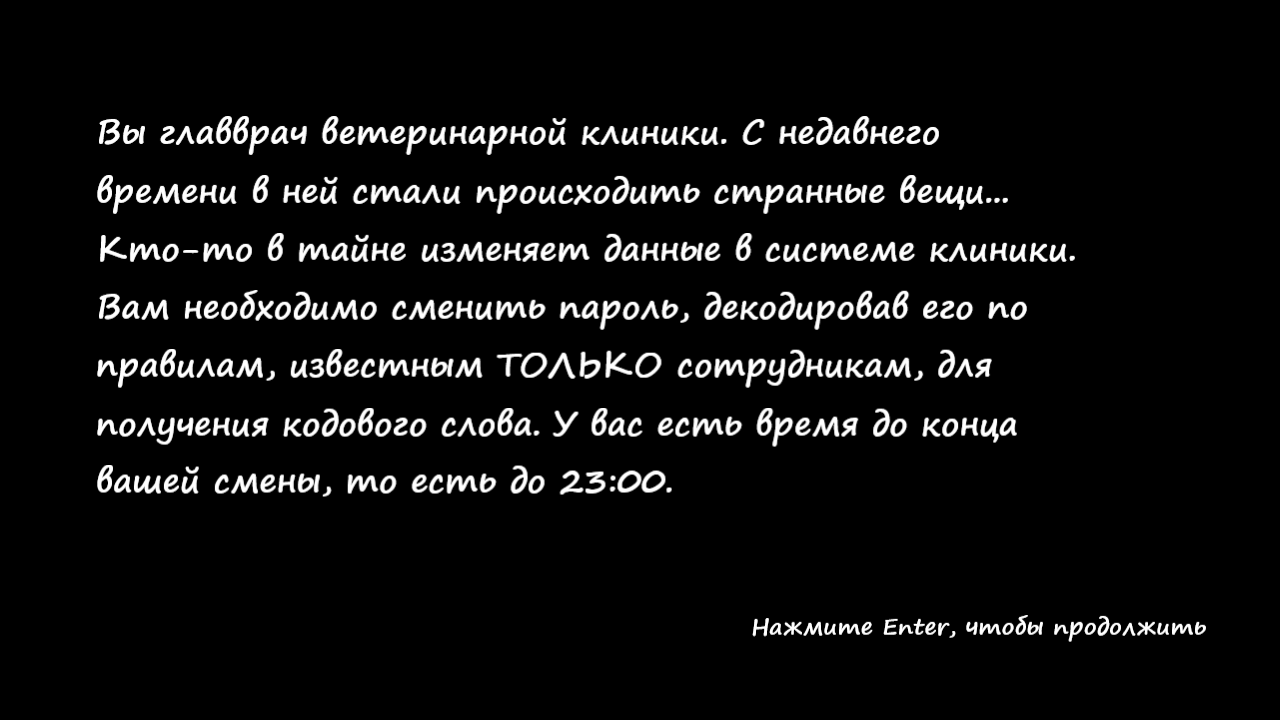 Вы главврач ветеринарной клиники. С недавнего
времени в ней стали происходить странные вещи...
Кто-то в тайне изменяет данные в системе клиники.
Вам необходимо сменить пароль, декодировав его по
правилам, известным ТОЛЬКО сотрудникам, для
получения кодового слова. У вас есть время до конца
вашей смены, то есть до 23:00.
Нажмите Enter, чтобы продолжить